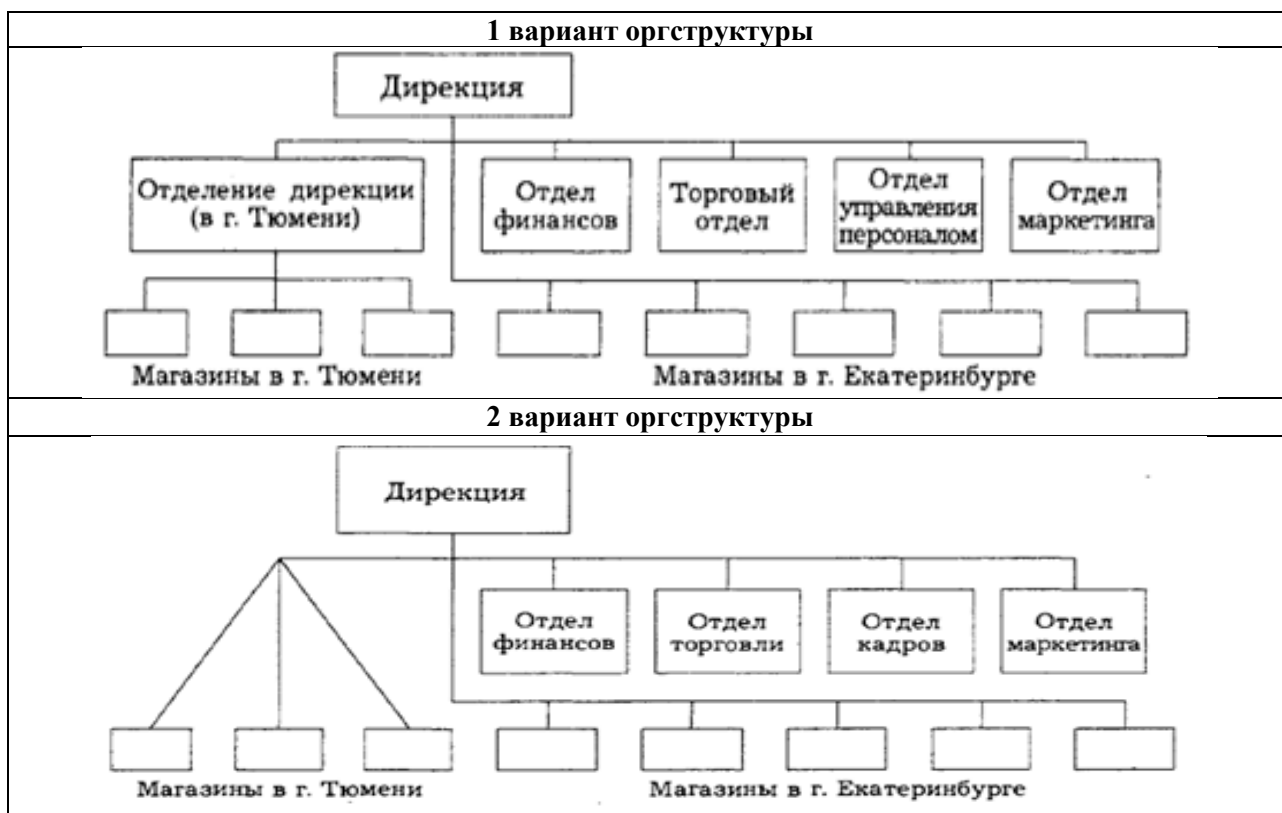 1 вариант оргструктуры
Дирекция
Отделение дирекции
(в г. Тюмени)
Отдел
финансов
Торговый
отдел
Отдел
управления
персоналом
Отдел
маркетинга
Магазины в г. Тюмени
Магазины в г. Екатеринбурге
2 вариант оргструктуры
Дирекция
Отдел
финансов
Отдел
торговли
Отдел
кадров
Отдел
маркетинга
Магазины в г. Тюмени
Магазины в г. Екатеринбурге